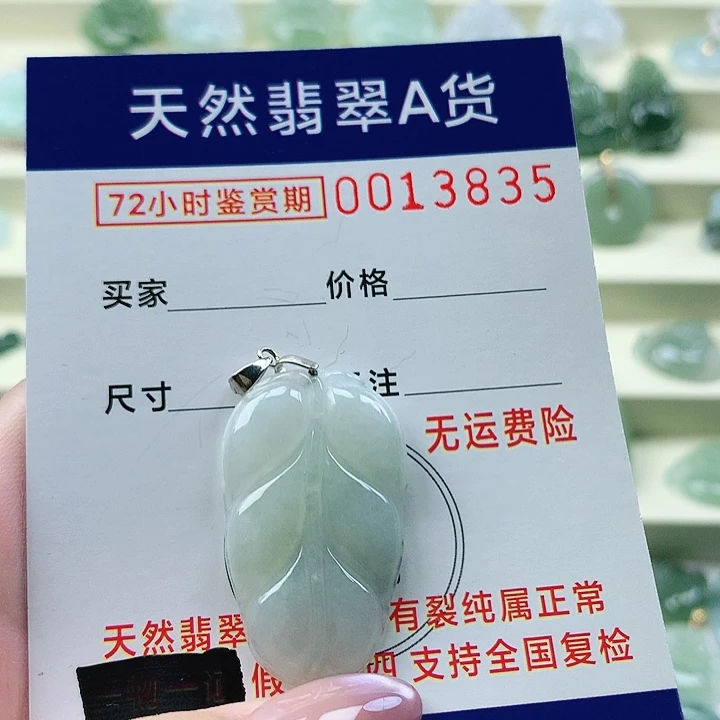 天然翡翠A货
72小时鉴赏期 0013835
买家 价格
尺寸 注
无运费险
天然翡翠 有裂纯属正常
假 四 支持全国复检